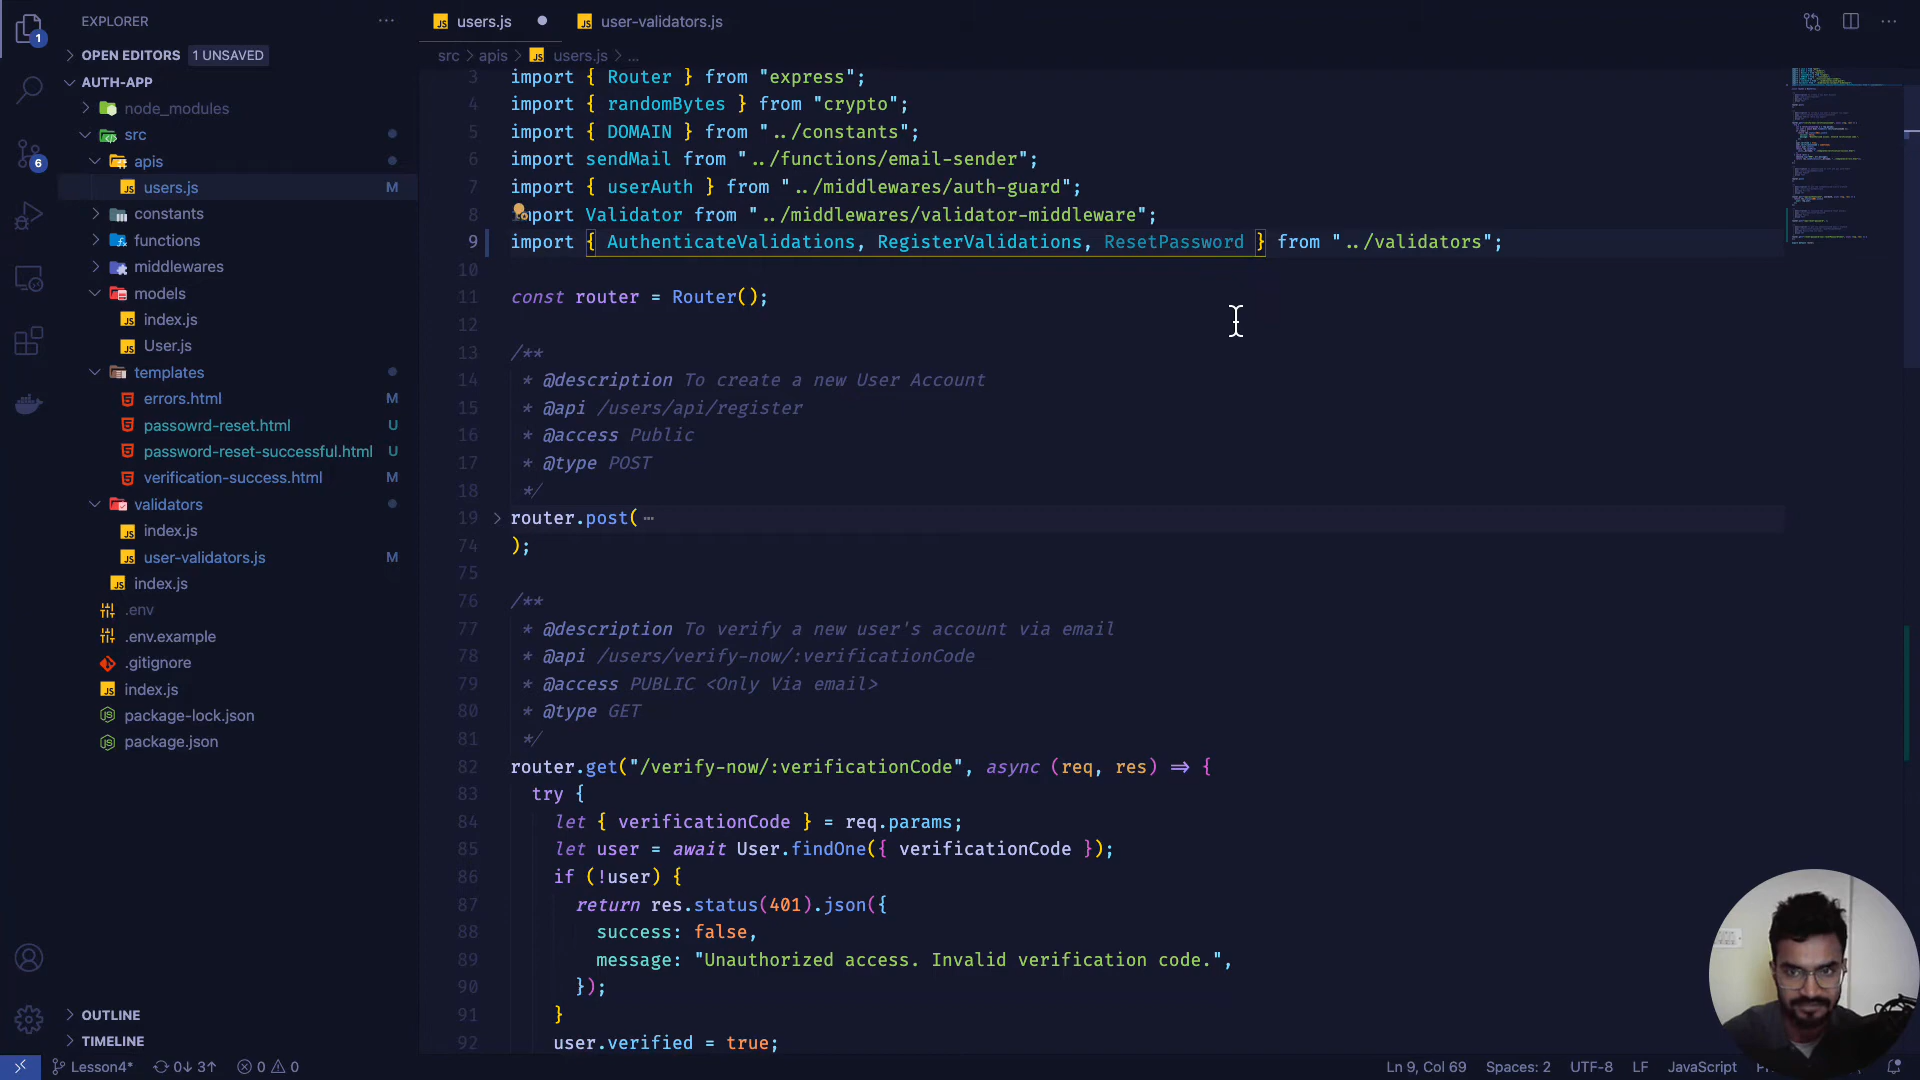 EXPLORER
OPEN EDITORS 1 UNSAVED
AUTH-APP
node_modules
src
apis
users.js M
constants
functions
middlewares
models
index.js
User.js
templates
errors.html M
passowrd-reset.html U
password-reset-successful.html U
verification-success.html M
validators
index.js
user-validators.js M
index.js
.env
.env.example
.gitignore
index.js
package-lock.json
package.json
OUTLINE
TIMELINE
1
6
users.js
user-validators.js
src > apis > users.js > ...
3 import { Router } from "express";
4 import { randomBytes } from "crypto";
5 import { DOMAIN } from "../constants";
6 import sendMail from "../functions/email-sender";
7 import { userAuth } from "../middlewares/auth-guard";
8 import Validator from "../middlewares/validator-middleware";
9 import { AuthenticateValidations, RegisterValidations, ResetPassword } from "../validators";
10
11 const router = Router();
12
13 /**
14 * @description To create a new User Account
15 * @api /users/api/register
16 * @access Public
17 * @type POST
18 */
19 router.post( ⋯
74 );
75
76 /**
77 * @description To verify a new user's account via email
78 * @api /users/verify-now/:verificationCode
79 * @access PUBLIC <Only Via email>
80 * @type GET
81 */
82 router.get("/verify-now/:verificationCode", async (req, res) => {
83 try {
84 let { verificationCode } = req.params;
85 let user = await User.findOne({ verificationCode });
86 if (!user) {
87 return res.status(401).json({
88 success: false,
89 message: "Unauthorized access. Invalid verification code.",
90 });
91 }
92 user.verified = true;
Lesson4* 0↓ 3↑ 0 0
Ln 9, Col 69 Spaces: 2 UTF-8 LF JavaScript